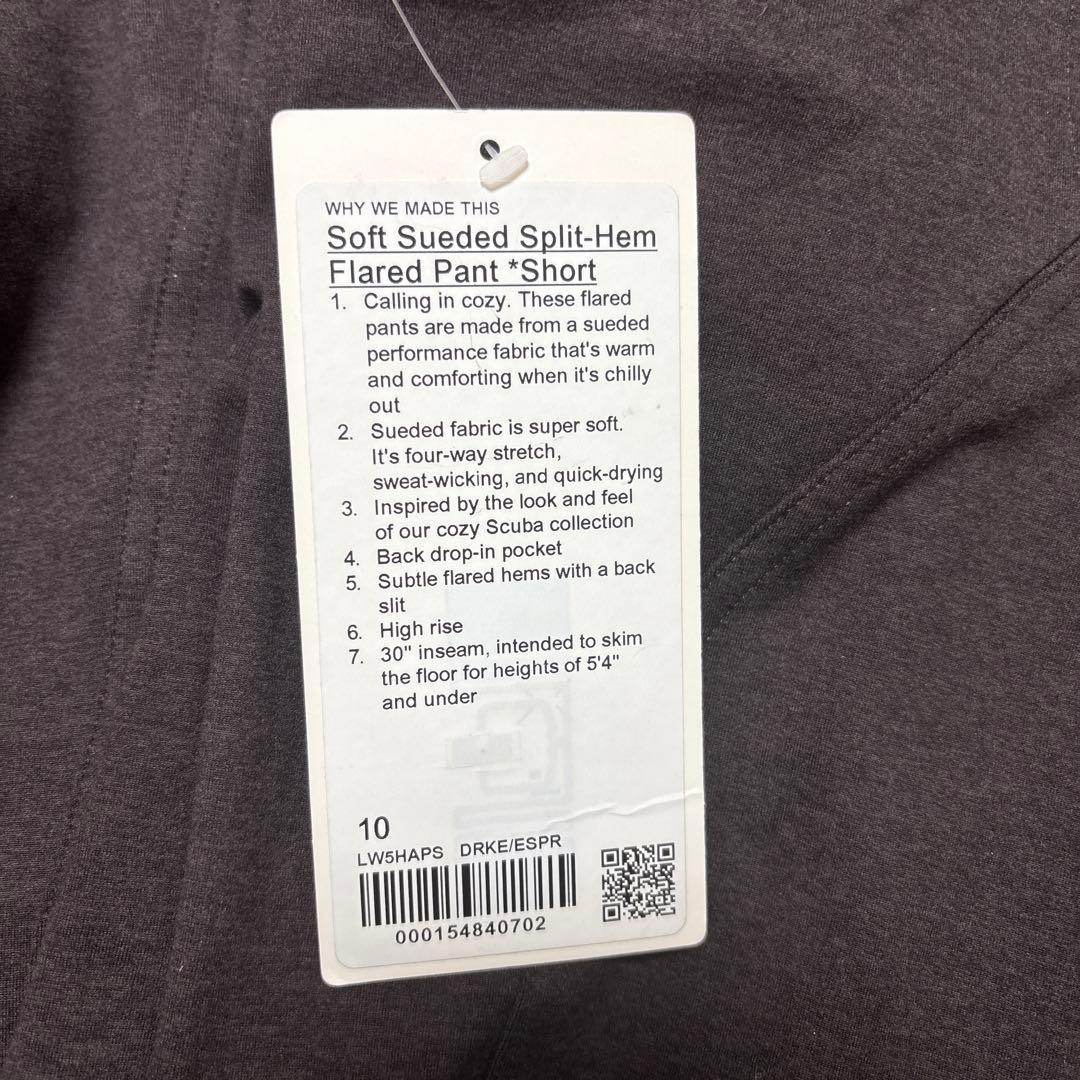 WHY WE MADE THIS
Soft Sueded Split-Hem
Flared Pant *Short
1. Calling in cozy. These flared
pants are made from a sueded
performance fabric that's warm
and comforting when it's chilly
out
2. Sueded fabric is super soft.
It's four-way stretch,
sweat-wicking, and quick-drying
3. Inspired by the look and feel
of our cozy Scuba collection
4. Back drop-in pocket
5. Subtle flared hems with a back
slit
6. High rise
7. 30" inseam, intended to skim
the floor for heights of 5'4"
and under
10
LW5HAPS DRKE/ESPR
000154840702